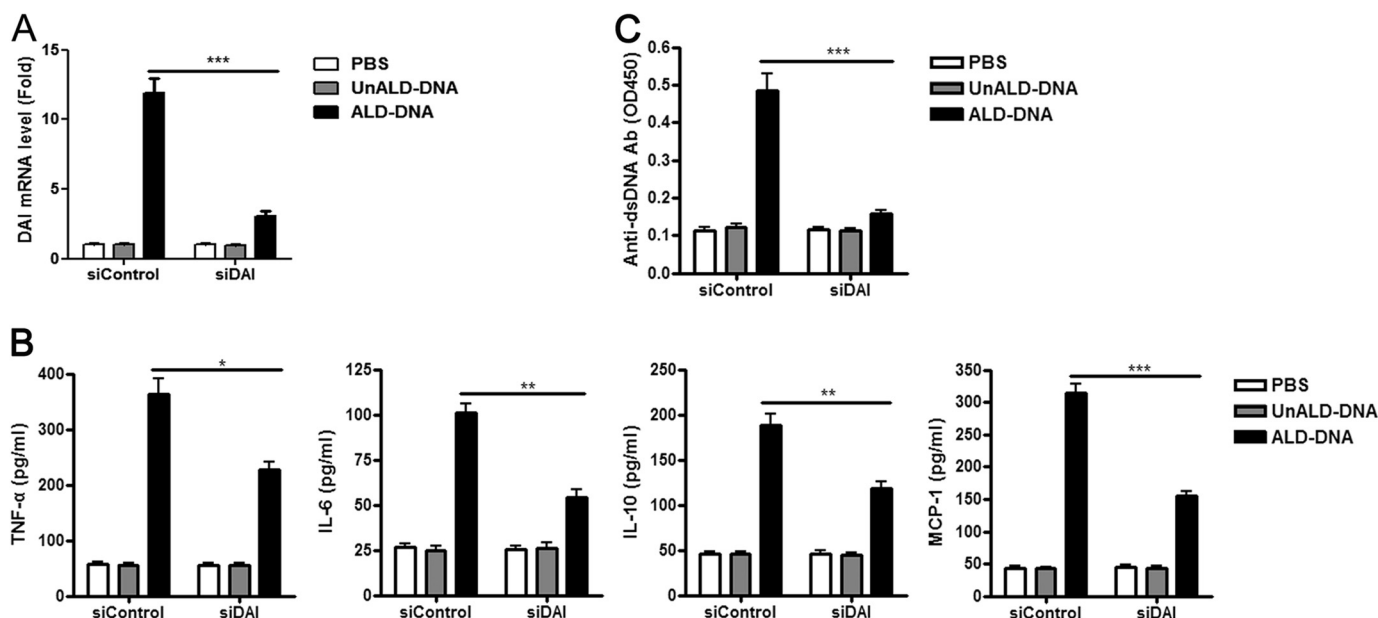 A
DAI mRNA level (Fold)
15
10
5
0
***
siControl
siDAI
PBS
UnALD-DNA
ALD-DNA
C
Anti-dsDNA Ab (OD450)
0.6
0.5
0.4
0.3
0.2
0.1
0.0
***
siControl
siDAI
PBS
UnALD-DNA
ALD-DNA
B
TNF-α (pg/ml)
400
300
200
100
0
*
siControl
siDAI
IL-6 (pg/ml)
125
100
75
50
25
0
**
siControl
siDAI
IL-10 (pg/ml)
250
200
150
100
50
0
**
siControl
siDAI
MCP-1 (pg/ml)
350
300
250
200
150
100
50
0
***
siControl
siDAI
PBS
UnALD-DNA
ALD-DNA